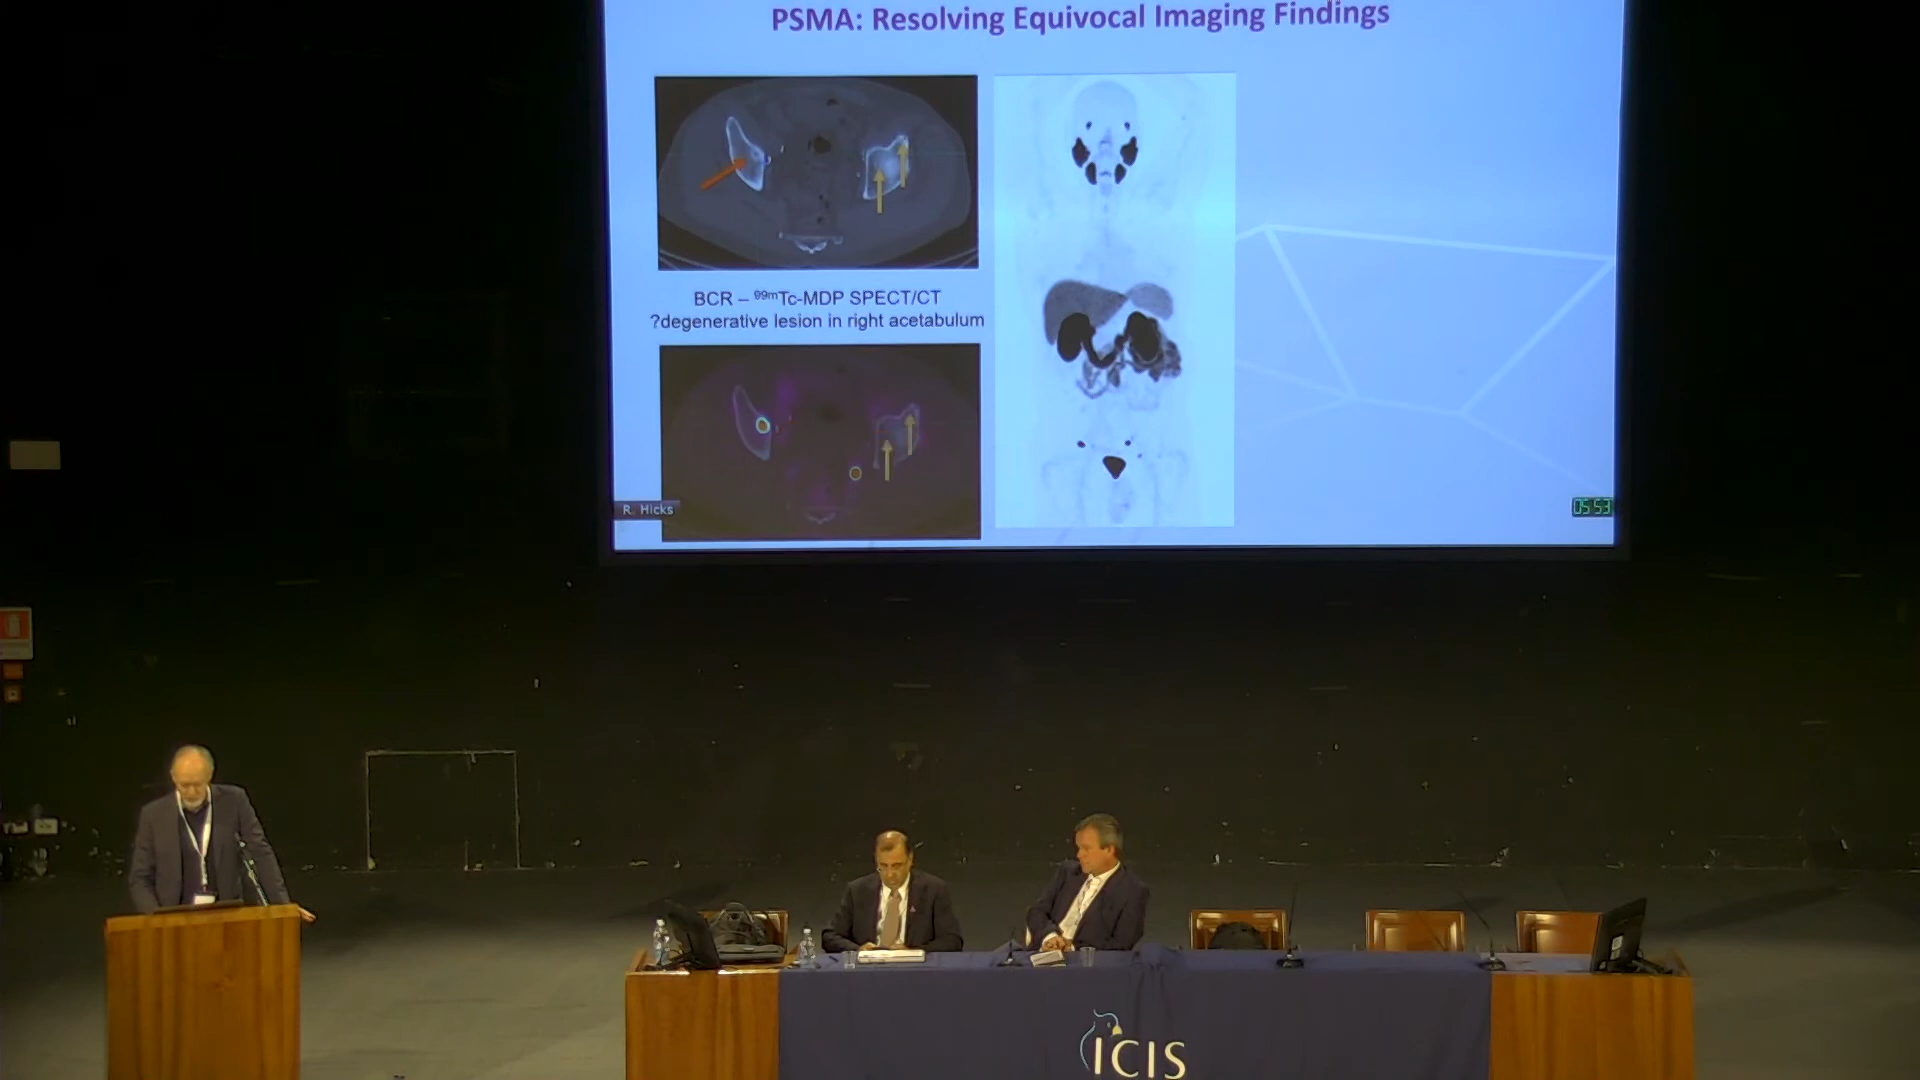 PSMA: Resolving Equivocal Imaging Findings
BCR – ⁹⁹ᵐTc-MDP SPECT/CT
?degenerative lesion in right acetabulum
R. Hicks
05:53
ICIS